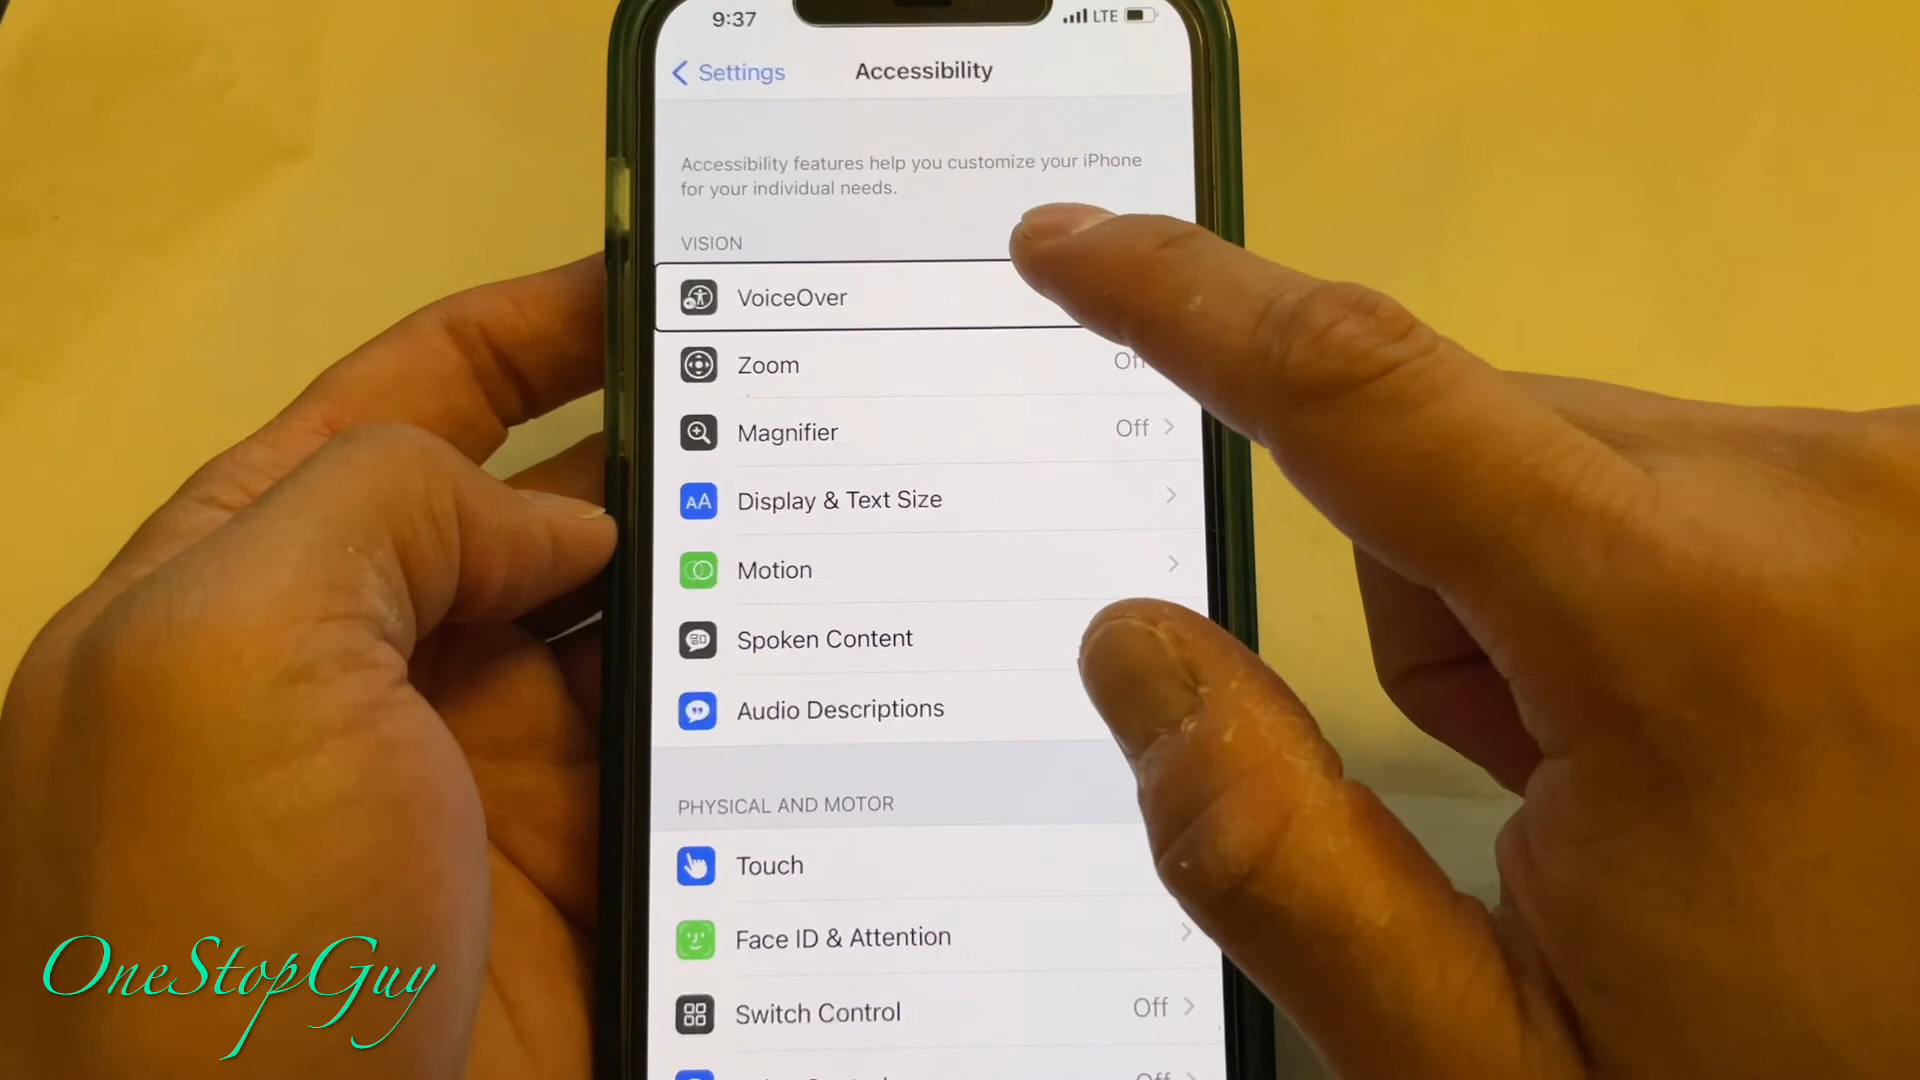 9:37
LTE
Settings
Accessibility
Accessibility features help you customize your iPhone
for your individual needs.
VISION
VoiceOver
Zoom
Magnifier Off
AA Display & Text Size
Motion
Spoken Content
Audio Descriptions
PHYSICAL AND MOTOR
Touch
Face ID & Attention
Switch Control Off
OneStopGuy